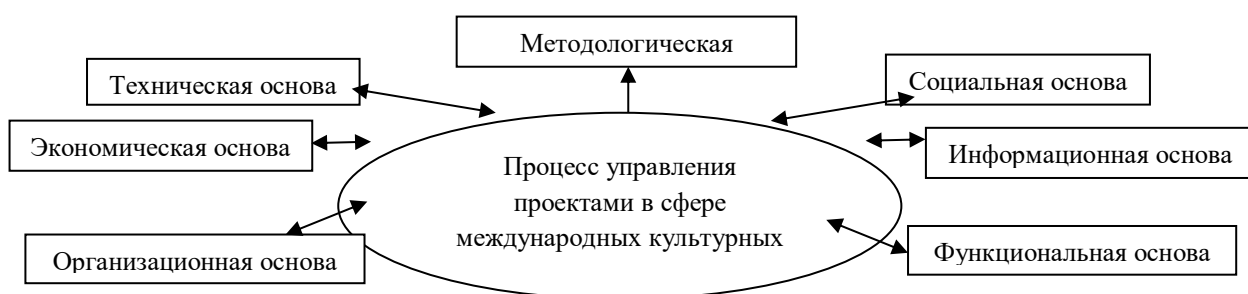 Методологическая
Техническая основа
Социальная основа
Экономическая основа
Информационная основа
Процесс управления
проектами в сфере
международных культурных
Организационная основа
Функциональная основа